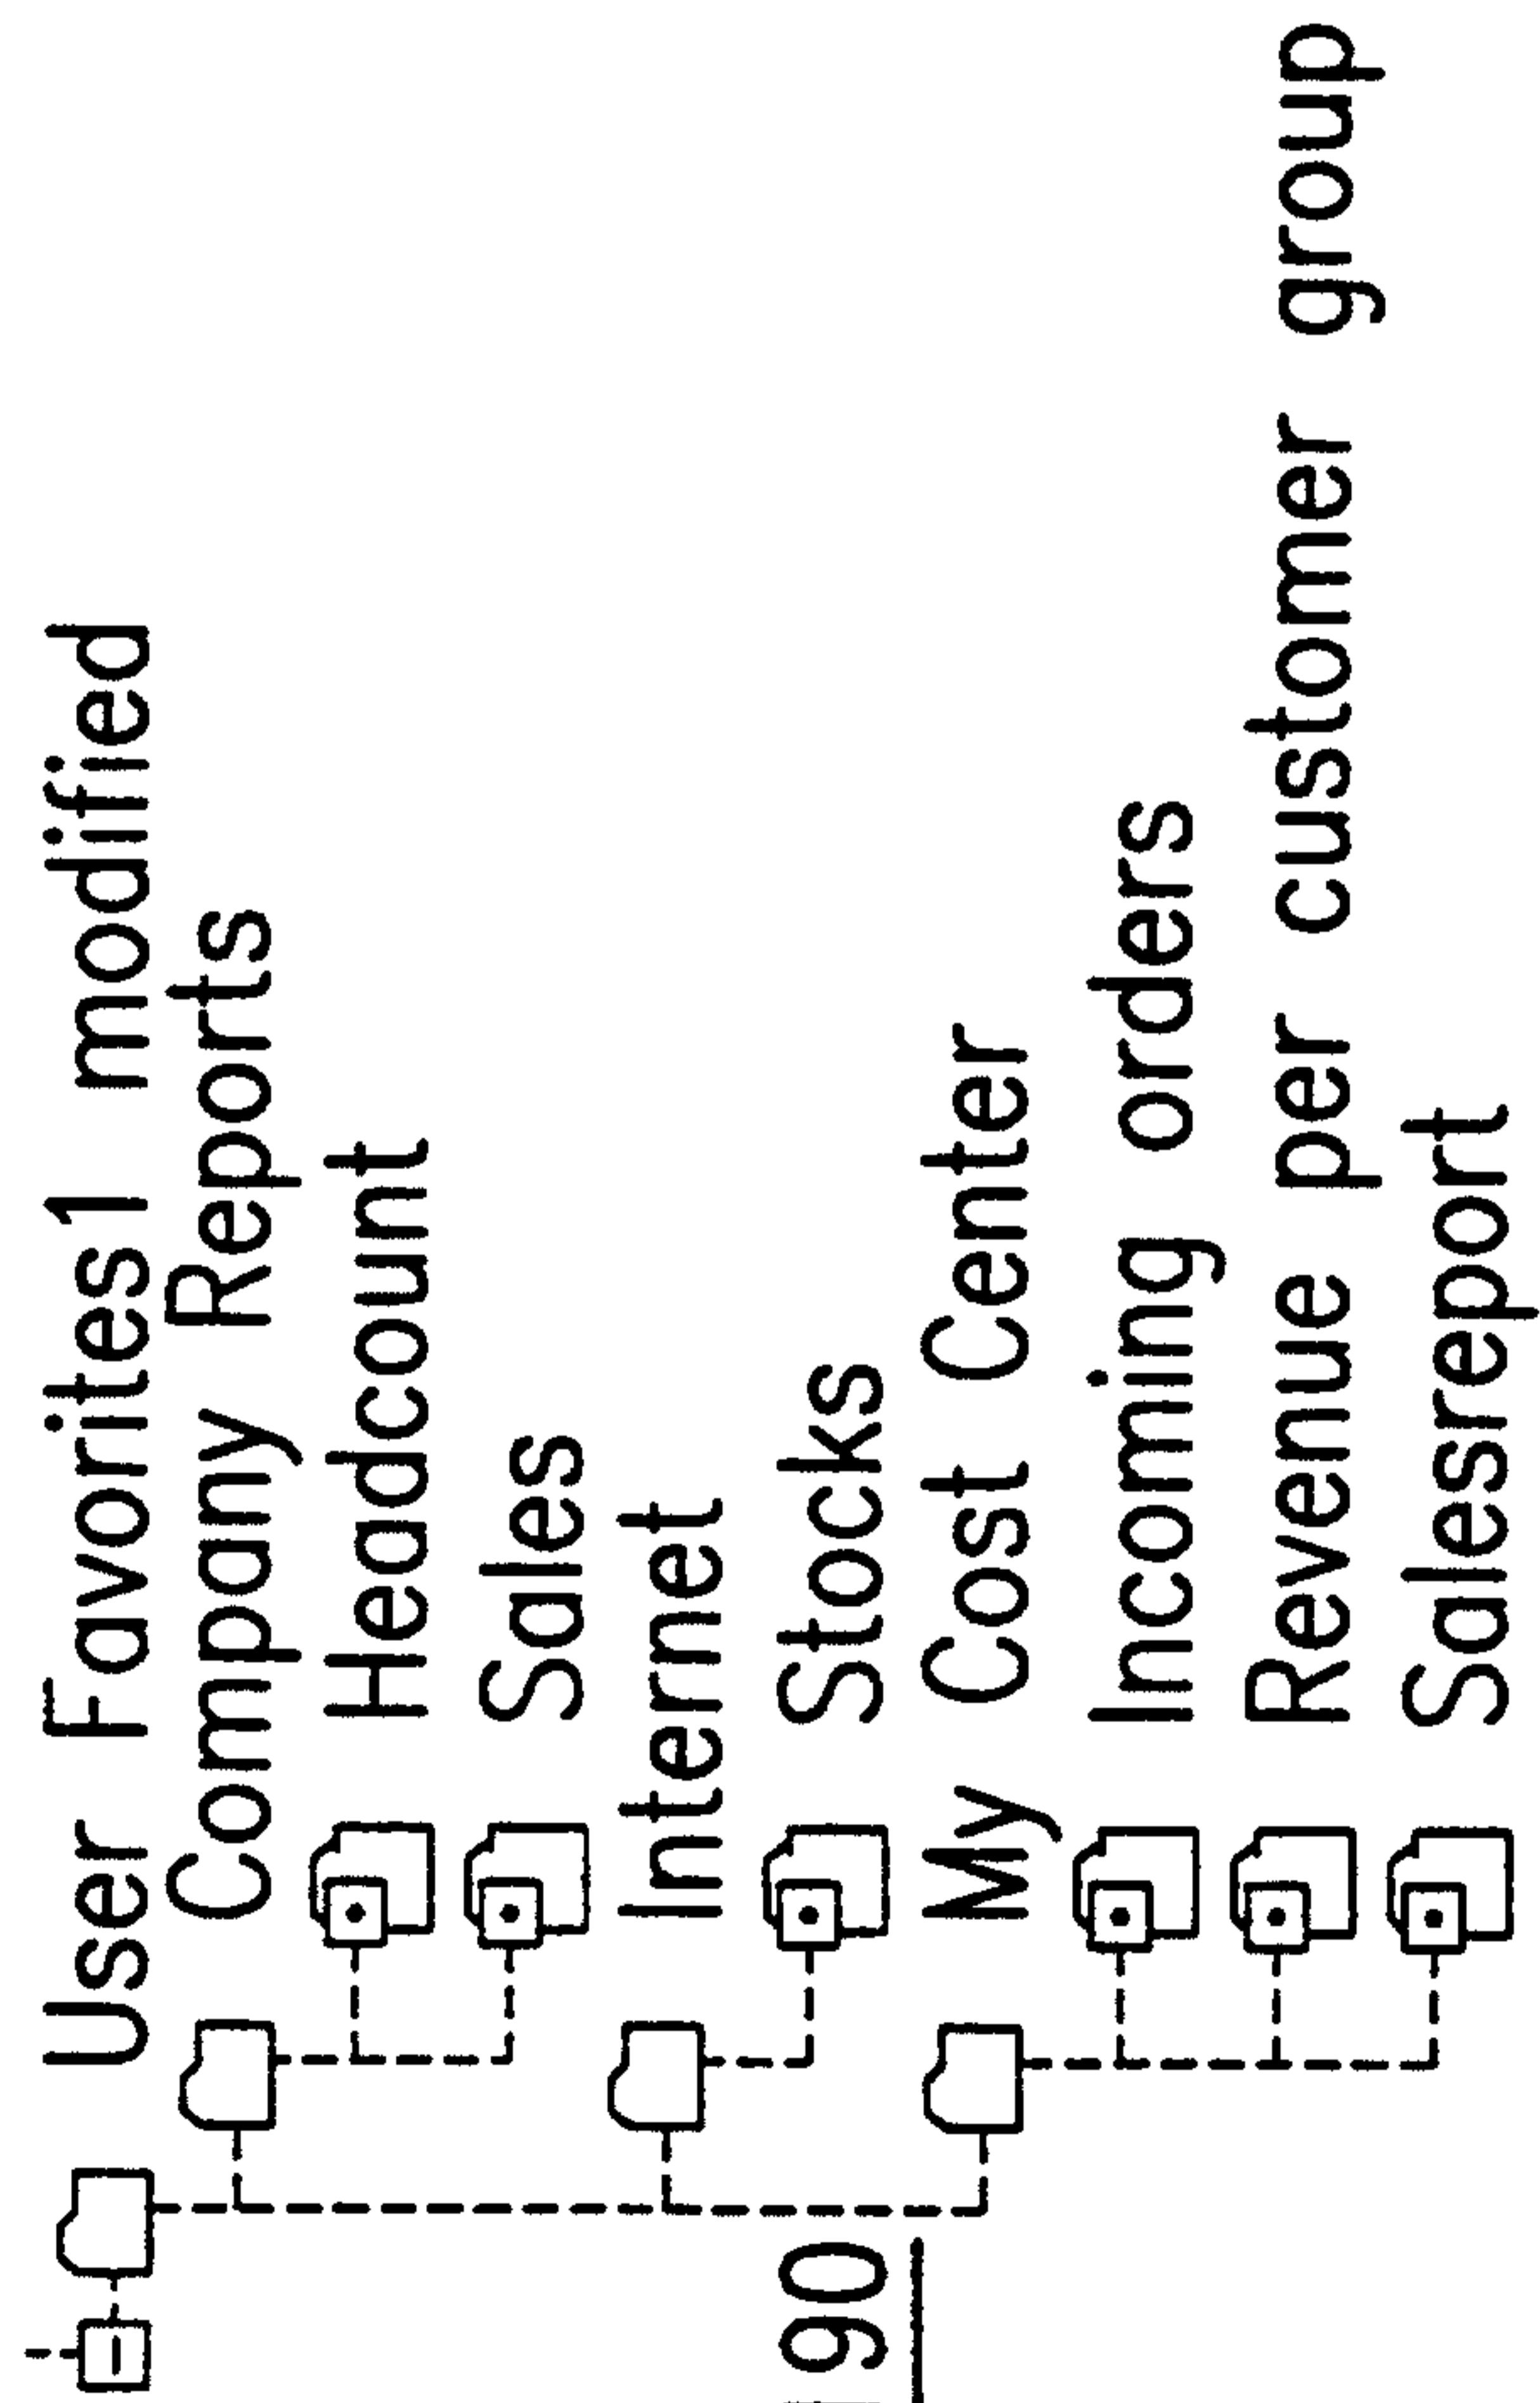 User Favorites1 modified
Company Reports
Headcount
Sales
Internet
Stocks
My Cost Center
Incoming orders
Revenue per customer group
Salesreport